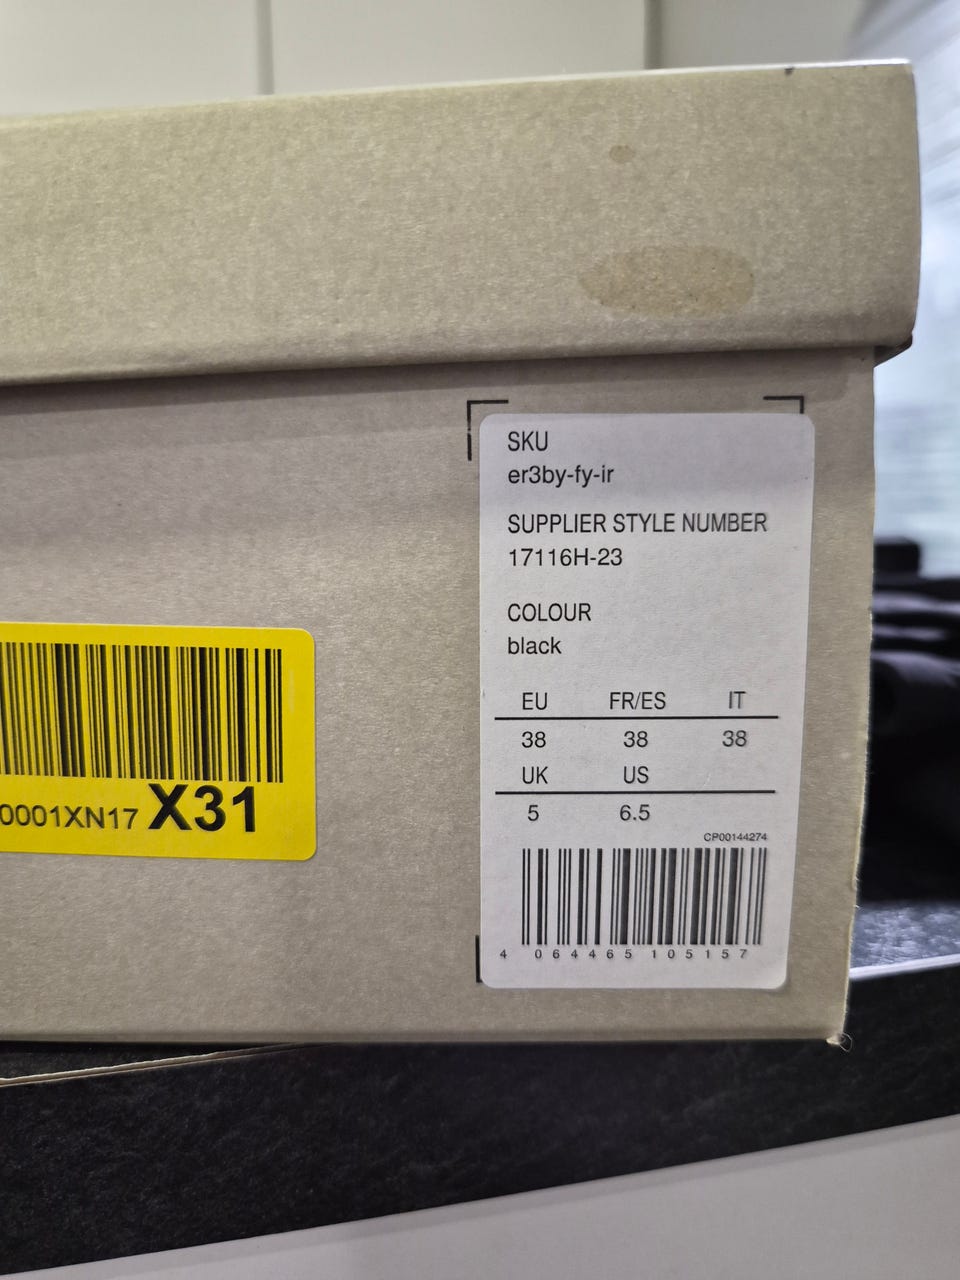 SKU
er3by-fy-ir
SUPPLIER STYLE NUMBER
17116H-23
COLOUR
black
EU FR/ES IT
38 38 38
UK US
5 6.5
CP00144274
4 064465 105157
0001XN17 X31